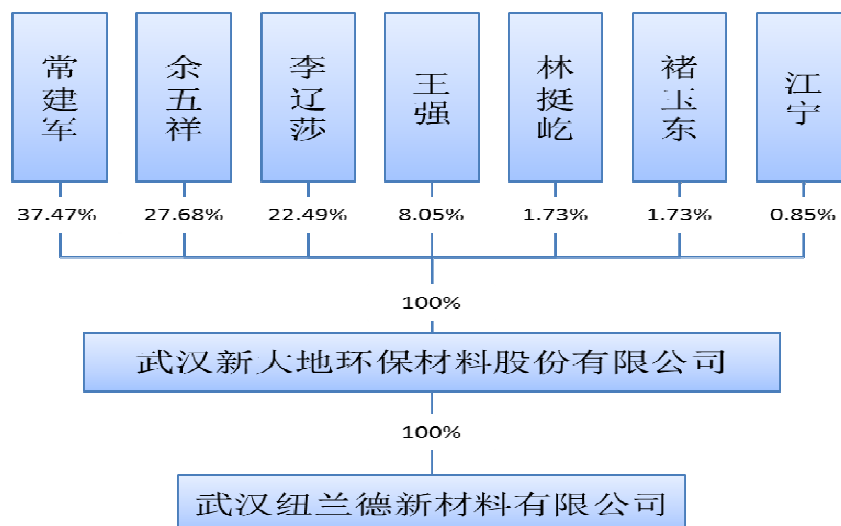 常建军
余五祥
李辽莎
王强
林挺屹
褚玉东
江宁
37.47%
27.68%
22.49%
8.05%
1.73%
1.73%
0.85%
100%
武汉新大地环保材料股份有限公司
100%
武汉纽兰德新材料有限公司